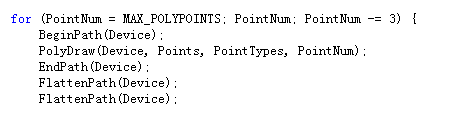 for (PointNum = MAX_POLYPOINTS; PointNum; PointNum -= 3) {
BeginPath(Device);
PolyDraw(Device, Points, PointTypes, PointNum);
EndPath(Device);
FlattenPath(Device);
FlattenPath(Device);